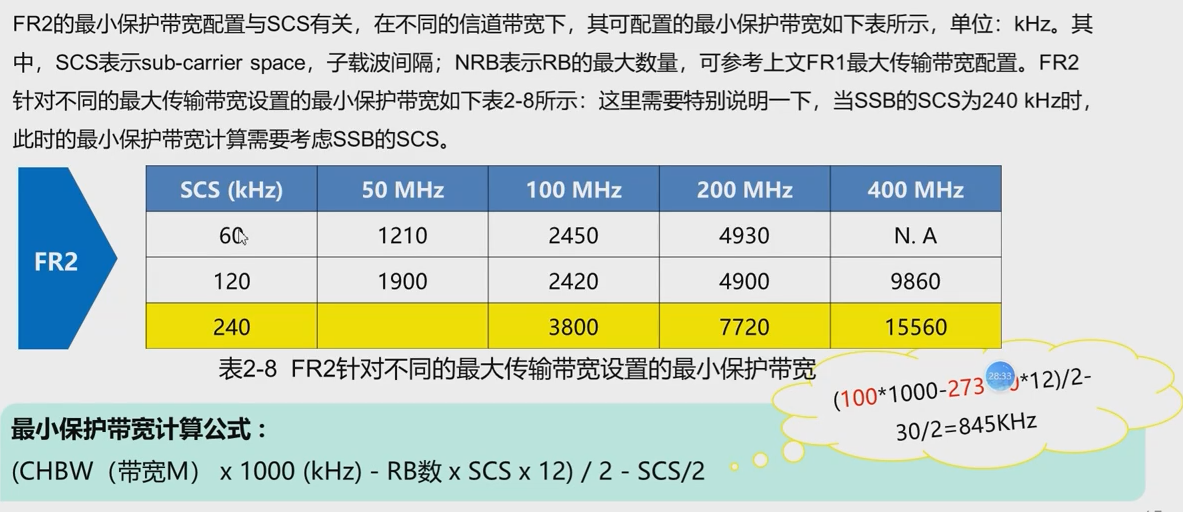 FR2的最小保护带宽配置与SCS有关，在不同的信道带宽下，其可配置的最小保护带宽如下表所示，单位：kHz。其
中，SCS表示sub-carrier space，子载波间隔；NRB表示RB的最大数量，可参考上文FR1最大传输带宽配置。FR2
针对不同的最大传输带宽设置的最小保护带宽如下表2-8所示：这里需要特别说明一下，当SSB的SCS为240 kHz时，
此时的最小保护带宽计算需要考虑SSB的SCS。
SCS (kHz) 50 MHz 100 MHz 200 MHz 400 MHz
60 1210 2450 4930 N. A
FR2
120 1900 2420 4900 9860
240 3800 7720 15560
表2-8 FR2针对不同的最大传输带宽设置的最小保护带宽
28:33
(100*1000-273 0*12)/2-
30/2=845KHz
最小保护带宽计算公式：
(CHBW（带宽M） x 1000 (kHz) - RB数 x SCS x 12) / 2 - SCS/2